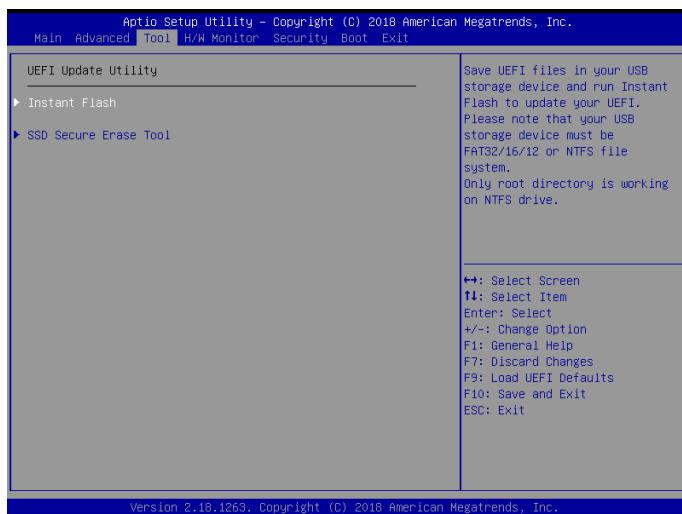 Aptio Setup Utility – Copyright (C) 2018 American Megatrends, Inc.
Main Advanced Tool H/W Monitor Security Boot Exit
UEFI Update Utility
Instant Flash
SSD Secure Erase Tool
Save UEFI files in your USB
storage device and run Instant
Flash to update your UEFI.
Please note that your USB
storage device must be
FAT32/16/12 or NTFS file
system.
Only root directory is working
on NTFS drive.
↔: Select Screen
↑↓: Select Item
Enter: Select
+/-: Change Option
F1: General Help
F7: Discard Changes
F9: Load UEFI Defaults
F10: Save and Exit
ESC: Exit
Version 2.18.1263. Copyright (C) 2018 American Megatrends, Inc.